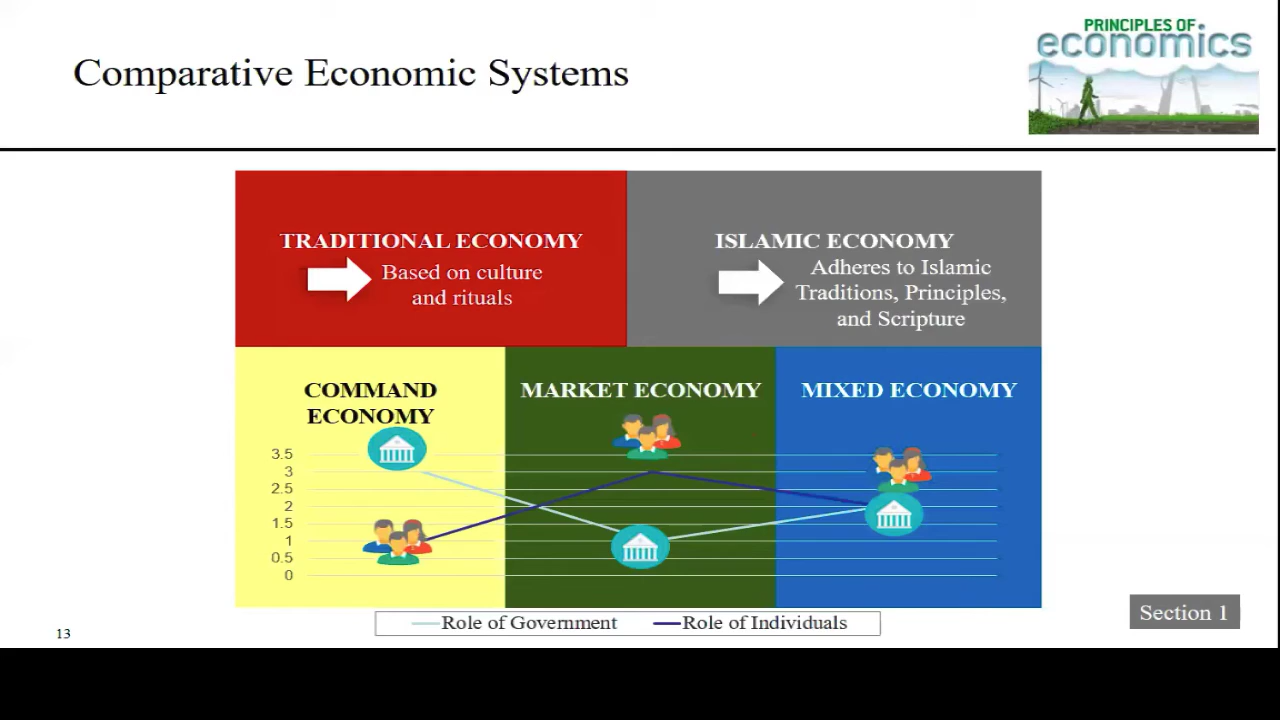 PRINCIPLES OF
economics
Comparative Economic Systems
TRADITIONAL ECONOMY
Based on culture
and rituals
ISLAMIC ECONOMY
Adheres to Islamic
Traditions, Principles,
and Scripture
COMMAND
ECONOMY
MARKET ECONOMY
MIXED ECONOMY
3.5
3
2.5
2
1.5
1
0.5
0
Role of Government
Role of Individuals
Section 1
13